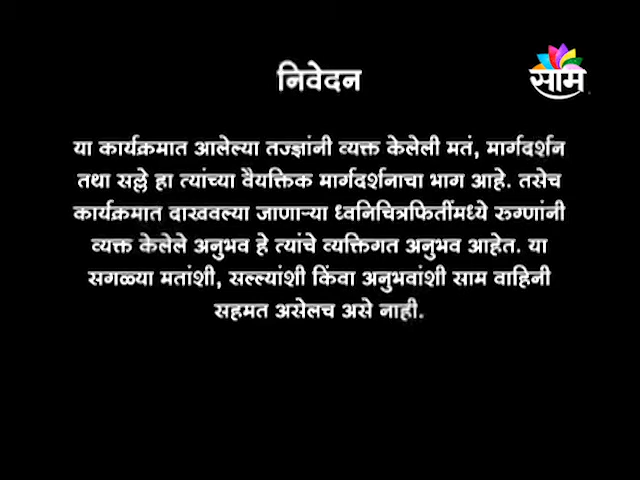 निवेदन
साम
या कार्यक्रमात आलेल्या तज्ज्ञांनी व्यक्त केलेली मतं, मार्गदर्शन
तथा सल्ले हा त्यांच्या वैयक्तिक मार्गदर्शनाचा भाग आहे. तसेच
कार्यक्रमात दाखवल्या जाणाऱ्या ध्वनिचित्रफितींमध्ये रुग्णांनी
व्यक्त केलेले अनुभव हे त्यांचे व्यक्तिगत अनुभव आहेत. या
सगळ्या मतांशी, सल्ल्यांशी किंवा अनुभवांशी साम वाहिनी
सहमत असेलच असे नाही.